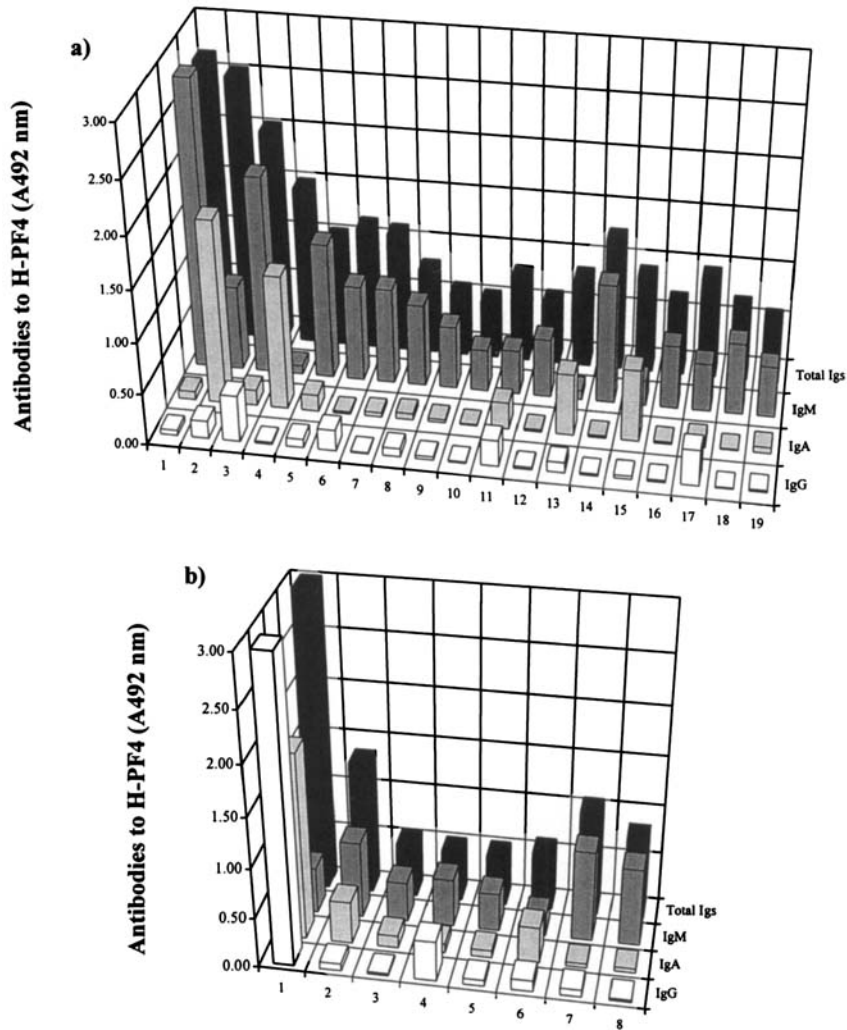 a)
Antibodies to H-PF4 (A492 nm)
3.00
2.50
2.00
1.50
1.00
0.50
0.00
1 2 3 4 5 6 7 8 9 10 11 12 13 14 15 16 17 18 19
Total Igs
IgM
IgA
IgG
b)
Antibodies to H-PF4 (A492 nm)
3.00
2.50
2.00
1.50
1.00
0.50
0.00
1 2 3 4 5 6 7 8
Total Igs
IgM
IgA
IgG